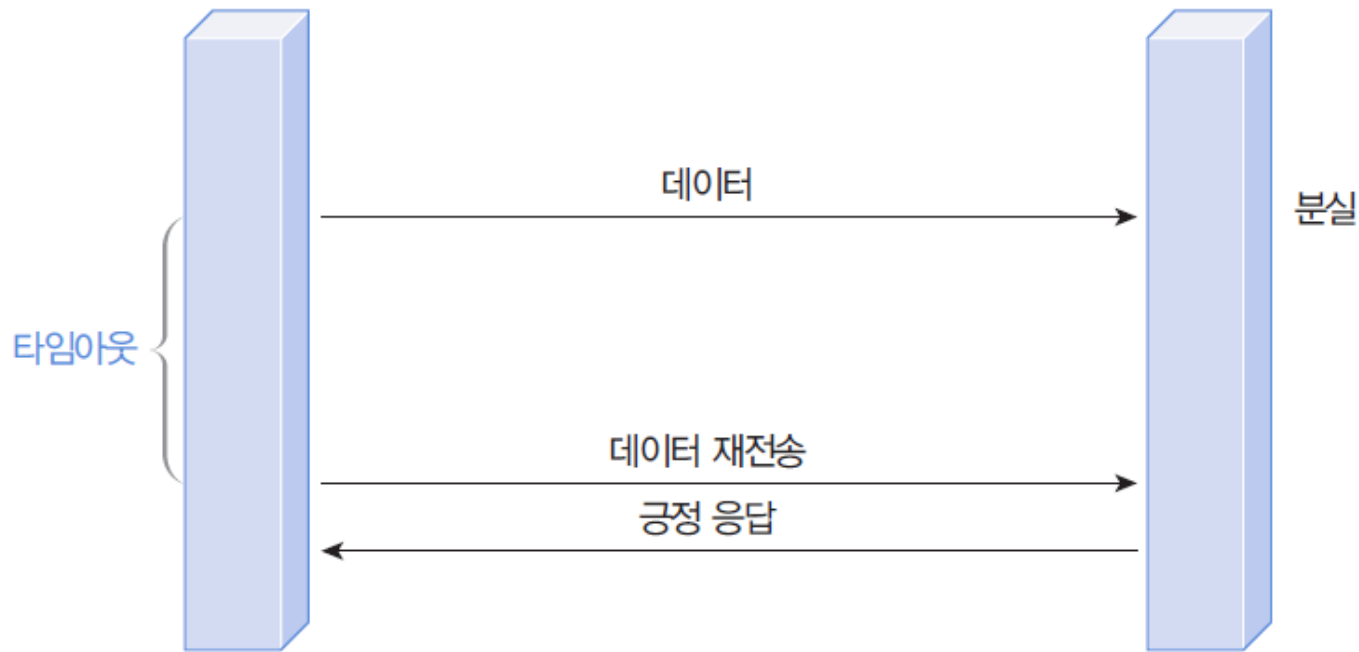 데이터
분실
타임아웃
데이터 재전송
긍정 응답